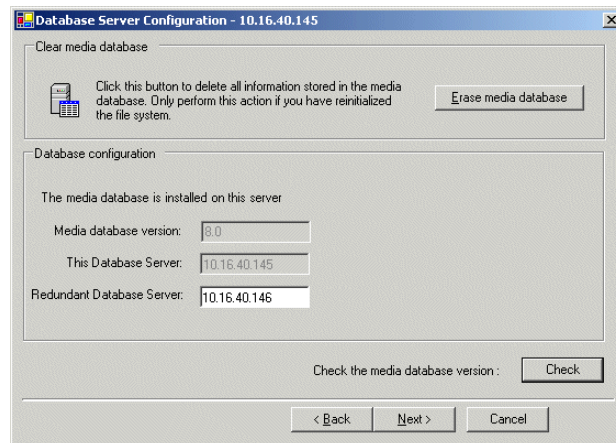 Database Server Configuration - 10.16.40.145
Clear media database
Click this button to delete all information stored in the media
database. Only perform this action if you have reinitialized
the file system.
Erase media database
Database configuration
The media database is installed on this server
Media database version: 8.0
This Database Server: 10.16.40.145
Redundant Database Server: 10.16.40.146
Check the media database version : Check
< Back Next > Cancel